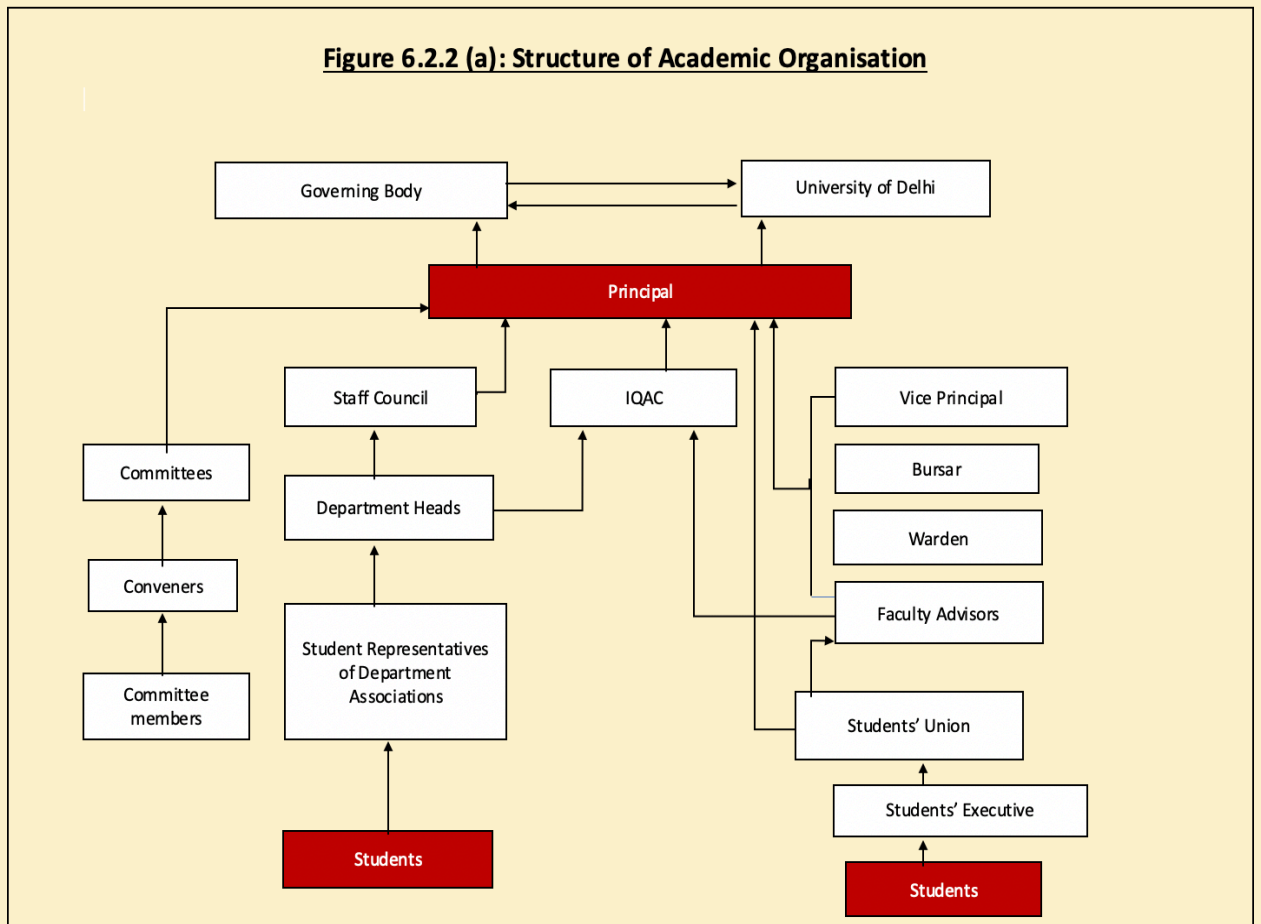 Figure 6.2.2 (a): Structure of Academic Organisation
Governing Body
University of Delhi
Principal
Staff Council
IQAC
Vice Principal
Committees
Bursar
Department Heads
Warden
Conveners
Faculty Advisors
Student Representatives
of Department
Associations
Committee
members
Students’ Union
Students’ Executive
Students
Students